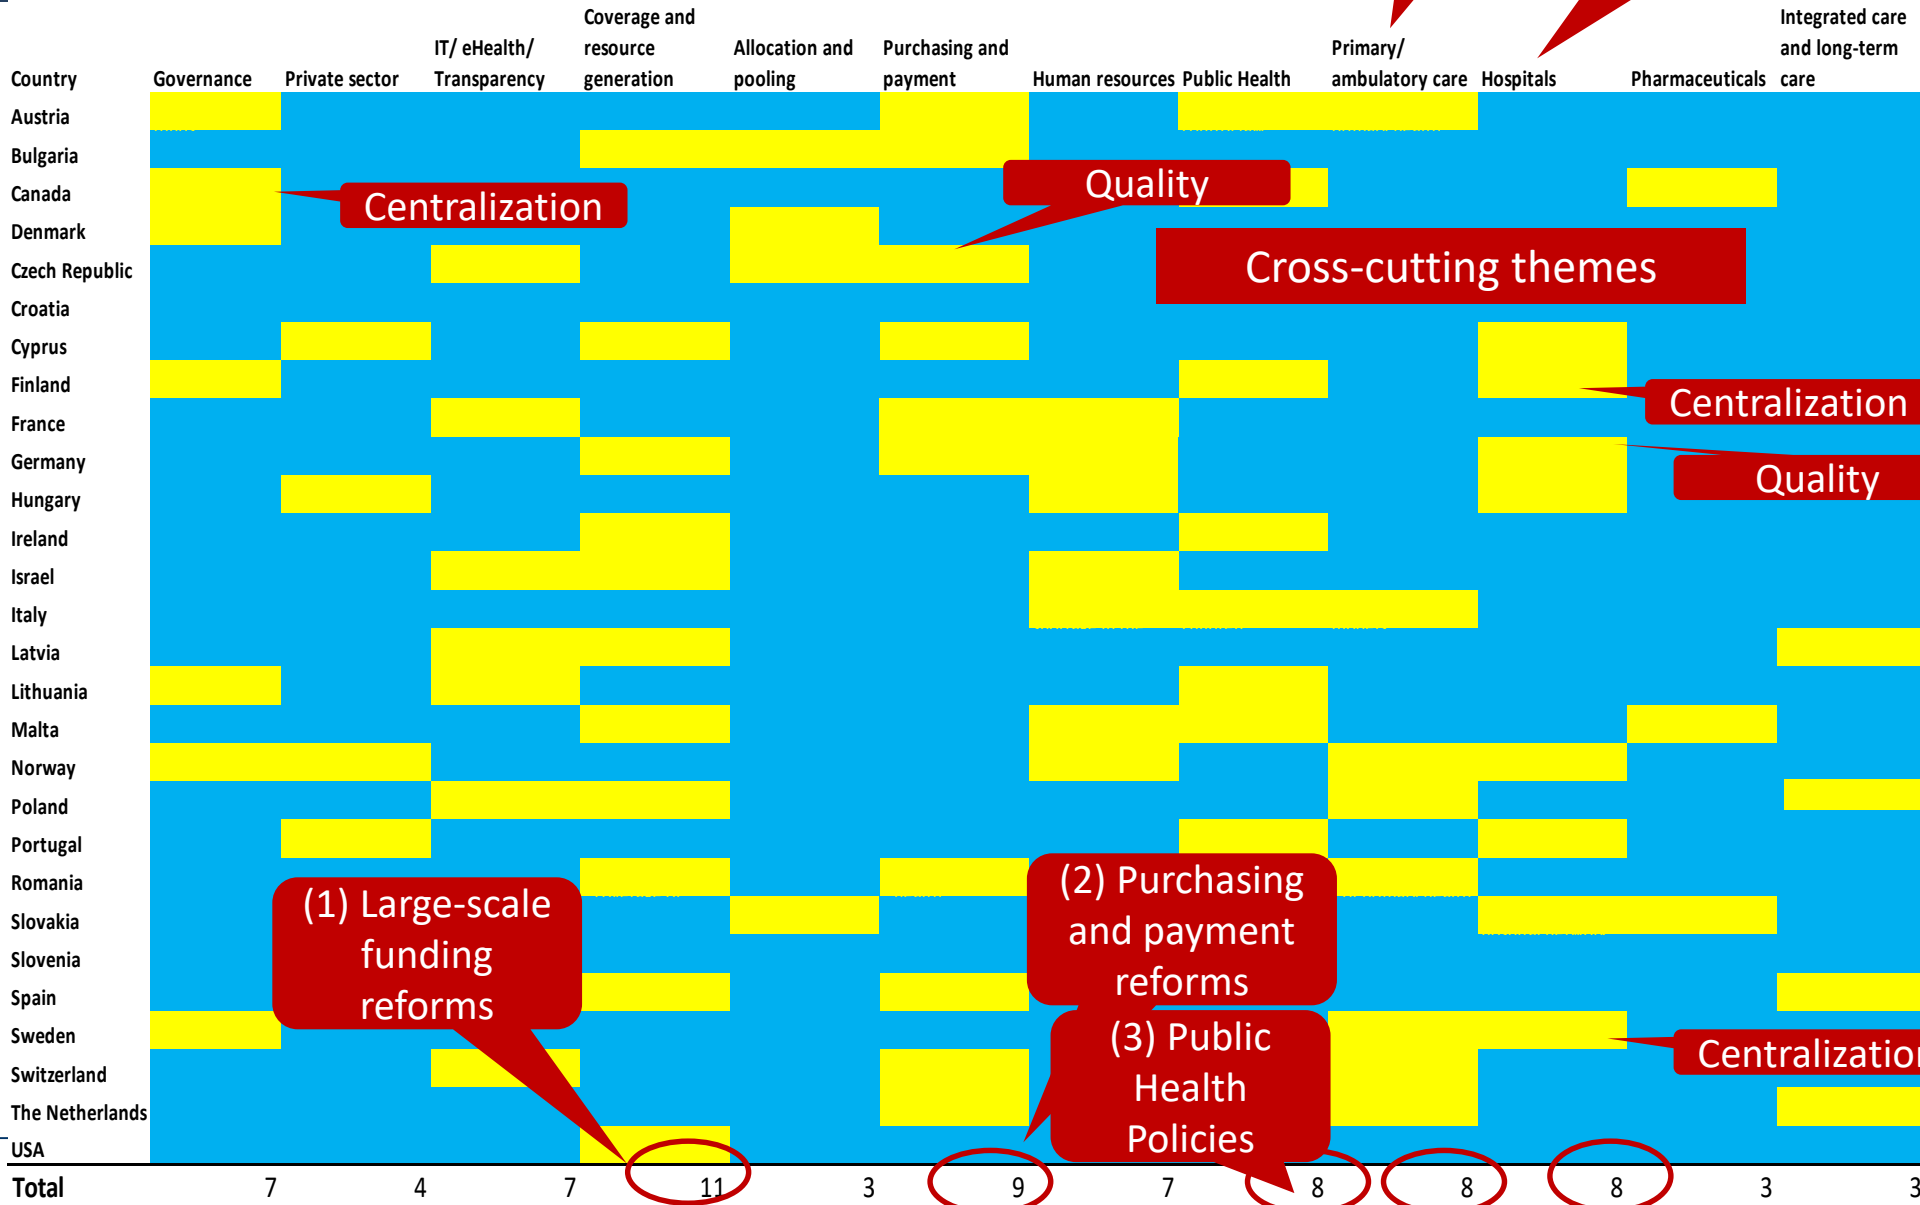 Coverage and
Integrated care
IT/ eHealth/
resource
Allocation and
Purchasing and
Primary/
and long-term
Country
Governance
Private sector
Transparency
generation
pooling
payment
Human resources
Public Health
ambulatory care
Hospitals
Pharmaceuticals
care
Austria
Bulgaria
Canada
Centralization
Quality
Denmark
Czech Republic
Cross-cutting themes
Croatia
Cyprus
Finland
Centralization
France
Germany
Quality
Hungary
Ireland
Israel
Italy
Latvia
Lithuania
Malta
Norway
Poland
Portugal
Romania
(1) Large-scale
funding
reforms
(2) Purchasing
and payment
reforms
Slovakia
Slovenia
Spain
Sweden
(3) Public
Health
Policies
Centralization
Switzerland
The Netherlands
USA
Total 7 4 7 11 3 9 7 8 8 8 3 3